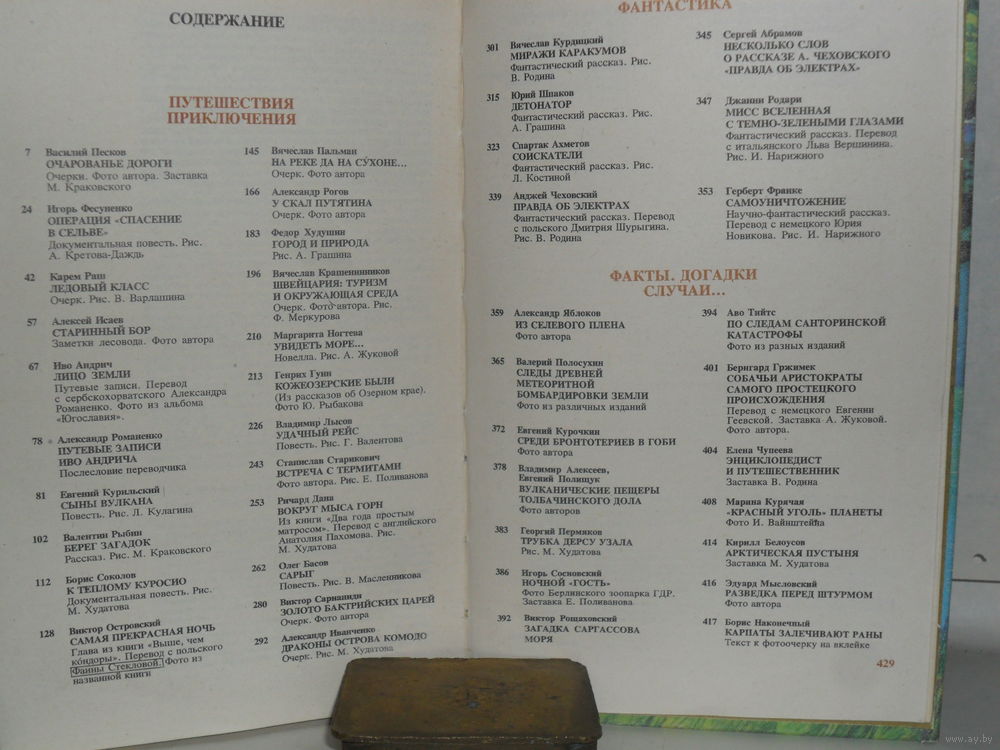 СОДЕРЖАНИЕ
ПУТЕШЕСТВИЯ
ПРИКЛЮЧЕНИЯ
7 Василий Песков
ОЧАРОВАНЬЕ ДОРОГИ
Очерки. Фото автора. Заставка
М. Краковского
24 Игорь Фесуненко
ОПЕРАЦИЯ «СПАСЕНИЕ
В СЕЛЬВЕ»
Документальная повесть. Рис.
А. Кретова-Даждь
42 Карем Раш
ЛЕДОВЫЙ КЛАСС
Очерк. Рис. В. Варлашина
57 Алексей Исаев
СТАРИННЫЙ БОР
Заметки лесовода. Фото автора
67 Иво Андрич
ЛИЦО ЗЕМЛИ
Путевые записи. Перевод
с сербскохорватского Александра
Романенко. Фото из альбома
«Югославия».
78 Александр Романенко
ПУТЕВЫЕ ЗАПИСИ
ИВО АНДРИЧА
Послесловие переводчика
81 Евгений Курильский
СЫНЫ ВУЛКАНА
Повесть. Рис. Л. Кулагина
102 Валентин Рыбин
БЕРЕГ ЗАГАДОК
Рассказ. Рис. М. Краковского
112 Борис Соколов
К ТЕПЛОМУ КУРОСИО
Документальная повесть. Рис.
М. Худатова
128 Виктор Островский
САМАЯ ПРЕКРАСНАЯ НОЧЬ
Глава из книги «Выше, чем
кондоры». Перевод с польского
Фаины Стекловой. Фото из
названной книги
145 Вячеслав Пальман
НА РЕКЕ ДА НА СУХОНЕ...
Очерк. Фото автора
166 Александр Рогов
У СКАЛ ПУТЯТИНА
Очерк. Фото автора
183 Федор Худушин
ГОРОД И ПРИРОДА
Рис. А. Грашина
196 Вячеслав Крашенинников
ШВЕЙЦАРИЯ: ТУРИЗМ
И ОКРУЖАЮЩАЯ СРЕДА
Очерк. Фото автора. Рис.
Ф. Меркурова
210 Маргарита Ногтева
УВИДЕТЬ МОРЕ...
Новелла. Рис. А. Жуковой
213 Генрих Гунн
КОЖЕОЗЕРСКИЕ БЫЛИ
(Из рассказов об Озерном крае).
Фото Ю. Рыбакова
226 Владимир Лысов
УДАЧНЫЙ РЕЙС
Повесть. Рис. Г. Валентова
243 Станислав Старикович
ВСТРЕЧА С ТЕРМИТАМИ
Фото автора. Рис. Е. Поливанова
253 Ричард Дана
ВОКРУГ МЫСА ГОРН
Из книги «Два года простым
матросом». Перевод с английского
Анатолия Пахомова. Рис.
М. Худатова
262 Олег Басов
САРЫГ
Повесть. Рис. В. Масленникова
280 Виктор Сарианиди
ЗОЛОТО БАКТРИЙСКИХ ЦАРЕЙ
Очерк. Фото автора
292 Александр Иванченко
ДРАКОНЫ ОСТРОВА КОМОДО
Очерк. Рис. М. Худатова
ФАНТАСТИКА
301 Вячеслав Курдицкий
МИРАЖИ КАРАКУМОВ
Фантастический рассказ. Рис.
В. Родина
315 Юрий Шпаков
ДЕТОНАТОР
Фантастический рассказ. Рис.
А. Грашина
323 Спартак Ахметов
СОИСКАТЕЛИ
Фантастический рассказ. Рис.
Л. Костиной
339 Анджей Чеховский
ПРАВДА ОБ ЭЛЕКТРАХ
Фантастический рассказ. Перевод
с польского Дмитрия Шурыгина.
Рис. В. Родина
345 Сергей Абрамов
НЕСКОЛЬКО СЛОВ
О РАССКАЗЕ А. ЧЕХОВСКОГО
«ПРАВДА ОБ ЭЛЕКТРАХ»
347 Джанни Родари
МИСС ВСЕЛЕННАЯ
С ТЕМНО-ЗЕЛЕНЫМИ ГЛАЗАМИ
Фантастический рассказ. Перевод
с итальянского Льва Вершинина.
Рис. И. Нарижного
353 Герберт Франке
САМОУНИЧТОЖЕНИЕ
Научно-фантастический рассказ.
Перевод с немецкого Юрия
Новикова. Рис. И. Нарижного
ФАКТЫ. ДОГАДКИ
СЛУЧАИ...
359 Александр Яблоков
ИЗ СЕЛЕВОГО ПЛЕНА
Фото автора
365 Валерий Полосухин
СЛЕДЫ ДРЕВНЕЙ
МЕТЕОРИТНОЙ
БОМБАРДИРОВКИ ЗЕМЛИ
Фото из различных изданий
372 Евгений Курочкин
СРЕДИ БРОНТОТЕРИЕВ В ГОБИ
Фото автора
378 Владимир Алексеев,
Евгений Полищук
ВУЛКАНИЧЕСКИЕ ПЕЩЕРЫ
ТОЛБАЧИНСКОГО ДОЛА
Фото авторов
383 Георгий Пермяков
ТРУБКА ДЕРСУ УЗАЛА
Рис. М. Худатова
386 Игорь Сосновский
НОЧНОЙ «ГОСТЬ»
Фото Берлинского зоопарка ГДР.
Заставка Е. Поливанова
392 Виктор Рощаховский
ЗАГАДКА САРГАССОВА
МОРЯ
394 Аво Тийтс
ПО СЛЕДАМ САНТОРИНСКОЙ
КАТАСТРОФЫ
Фото из разных изданий
401 Бернгард Гржимек
СОБАЧЬИ АРИСТОКРАТЫ
САМОГО ПРОСТЕЦКОГО
ПРОИСХОЖДЕНИЯ
Перевод с немецкого Евгении
Геевской. Заставка А. Жуковой.
Фото автора.
404 Елена Чупеева
ЭНЦИКЛОПЕДИСТ
И ПУТЕШЕСТВЕННИК
Заставка В. Родина
408 Марина Курячая
«КРАСНЫЙ УГОЛЬ» ПЛАНЕТЫ
Фото И. Вайнштейна
414 Кирилл Белоусов
АРКТИЧЕСКАЯ ПУСТЫНЯ
Заставка М. Худатова
416 Эдуард Мысловский
РАЗВЕДКА ПЕРЕД ШТУРМОМ
Фото автора
417 Борис Наконечный
КАРПАТЫ ЗАЛЕЧИВАЮТ РАНЫ
Текст к фотоочерку на вклейке
429
www.ay.by